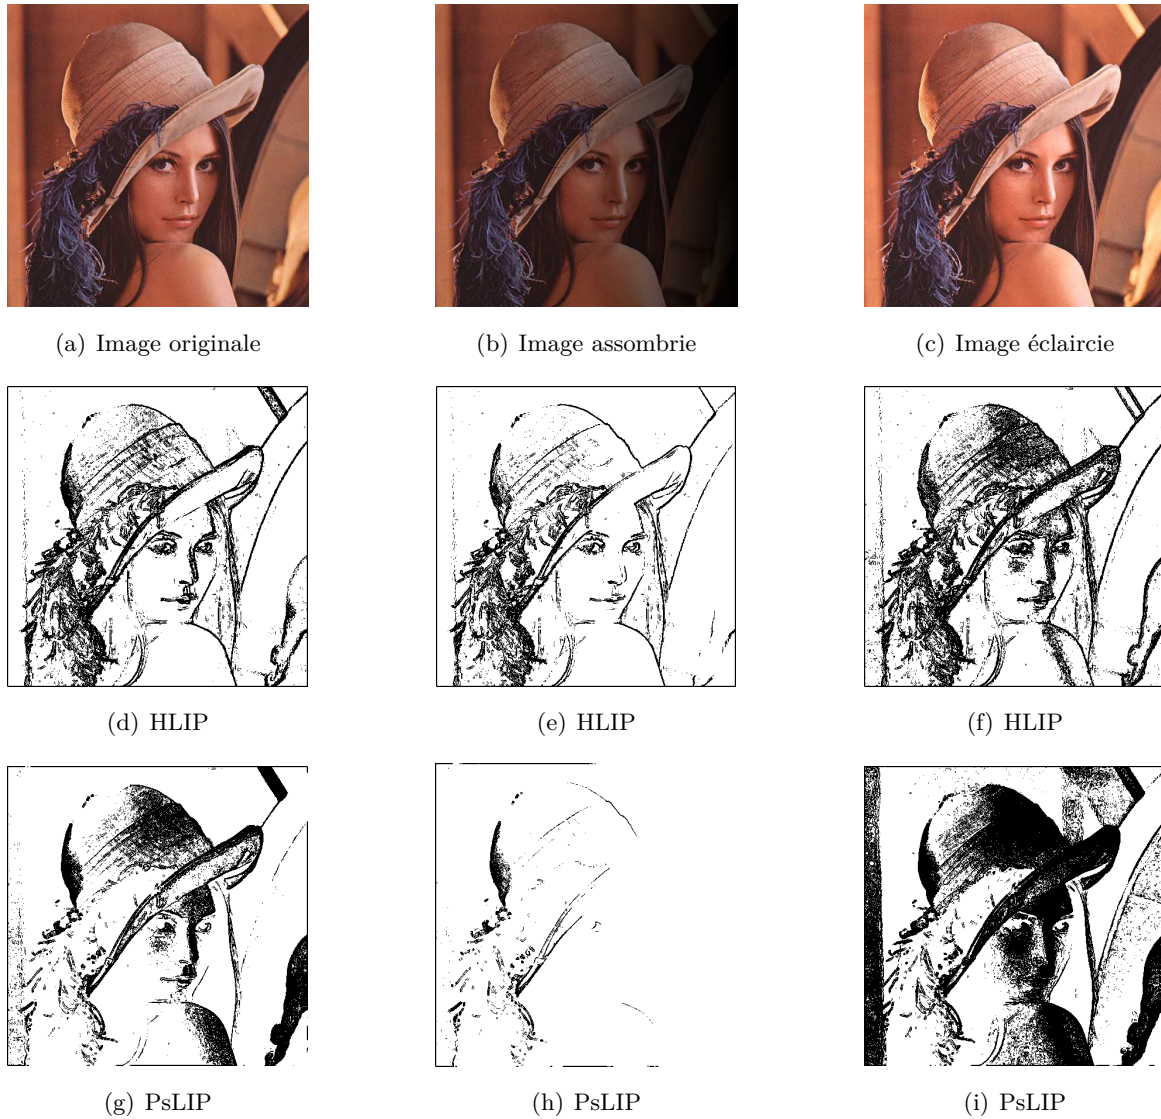 (a) Image originale
(b) Image assombrie
(c) Image éclaircie
(d) HLIP
(e) HLIP
(f) HLIP
(g) PsLIP
(h) PsLIP
(i) PsLIP